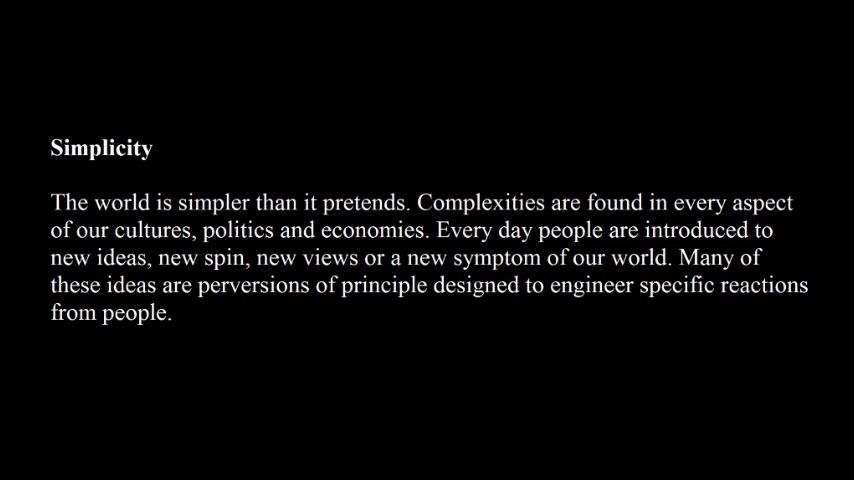 Simplicity
The world is simpler than it pretends. Complexities are found in every aspect
of our cultures, politics and economies. Every day people are introduced to
new ideas, new spin, new views or a new symptom of our world. Many of
these ideas are perversions of principle designed to engineer specific reactions
from people.